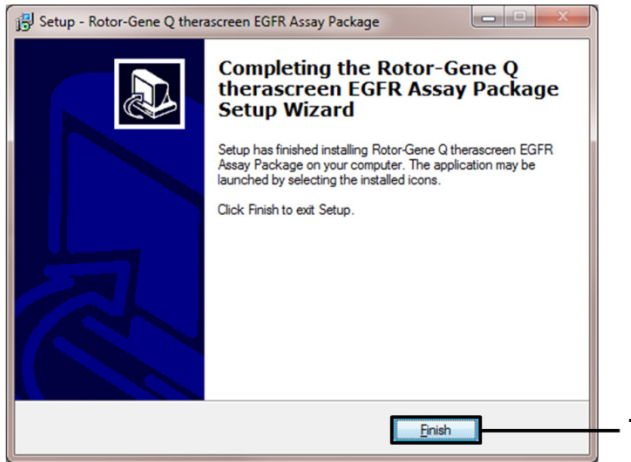 Setup - Rotor-Gene Q therascreen EGFR Assay Package
Completing the Rotor-Gene Q
therascreen EGFR Assay Package
Setup Wizard
Setup has finished installing Rotor-Gene Q therascreen EGFR
Assay Package on your computer. The application may be
launched by selecting the installed icons.
Click Finish to exit Setup.
Finish